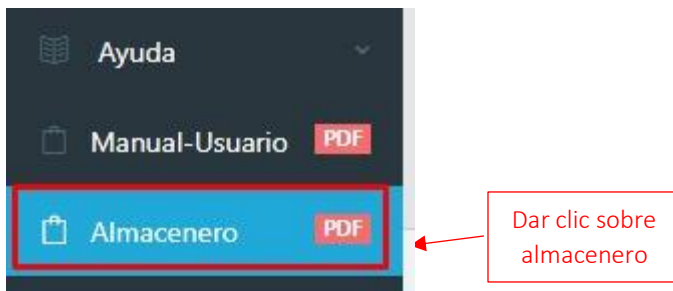 Ayuda
Manual-Usuario PDF
Almacenero PDF
Dar clic sobre
almacenero